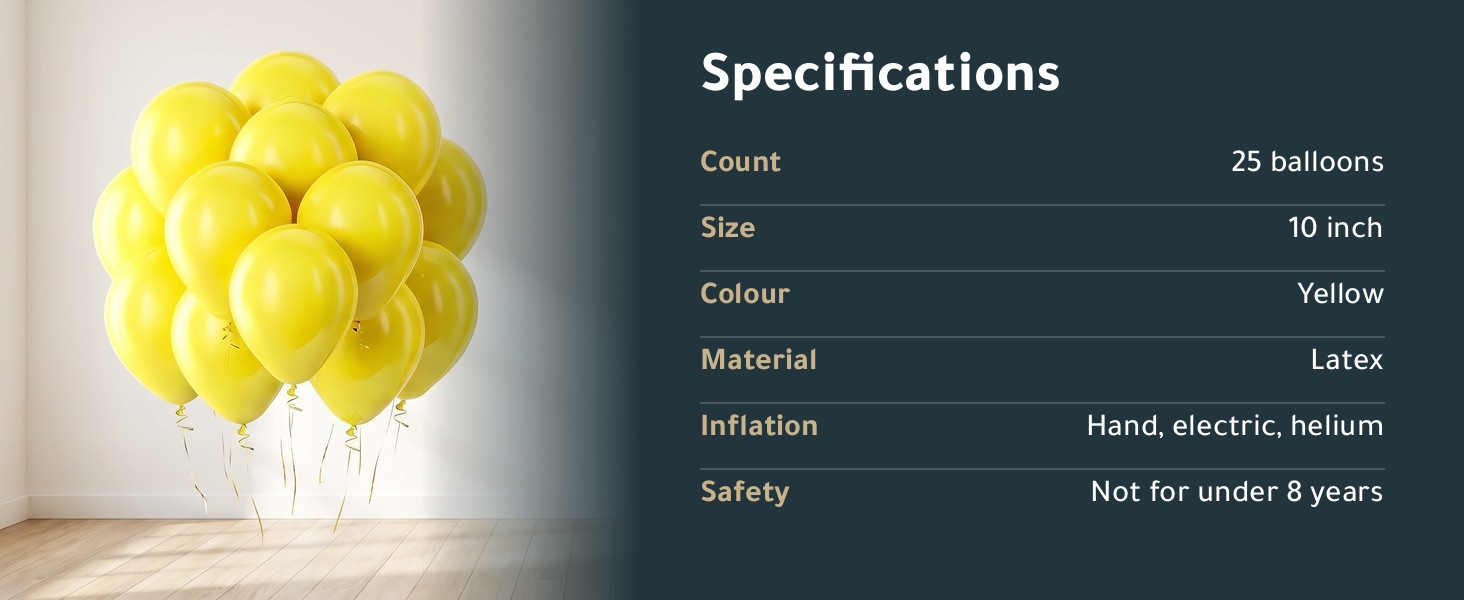 Specifications
Count 25 balloons
Size 10 inch
Colour Yellow
Material Latex
Inflation Hand, electric, helium
Safety Not for under 8 years